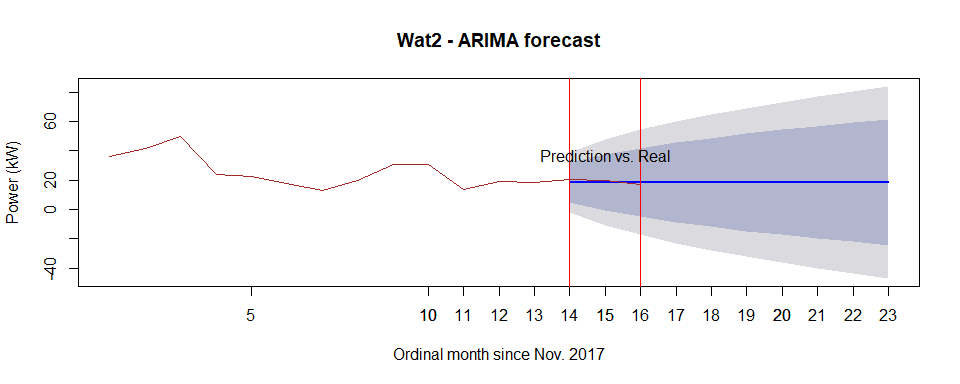 Wat2 - ARIMA forecast
Power (kW)
60
20
0
-40
Prediction vs. Real
5 10 11 12 13 14 15 16 17 18 19 20 21 22 23
Ordinal month since Nov. 2017